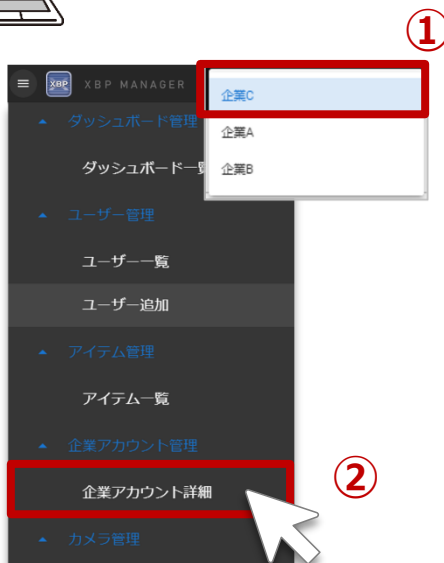 ①
XBP XBP MANAGER
企業C
企業A
企業B
ダッシュボード管理
ダッシュボード一覧
ユーザー管理
ユーザー一覧
ユーザー追加
アイテム管理
アイテム一覧
企業アカウント管理
企業アカウント詳細
②
カメラ管理